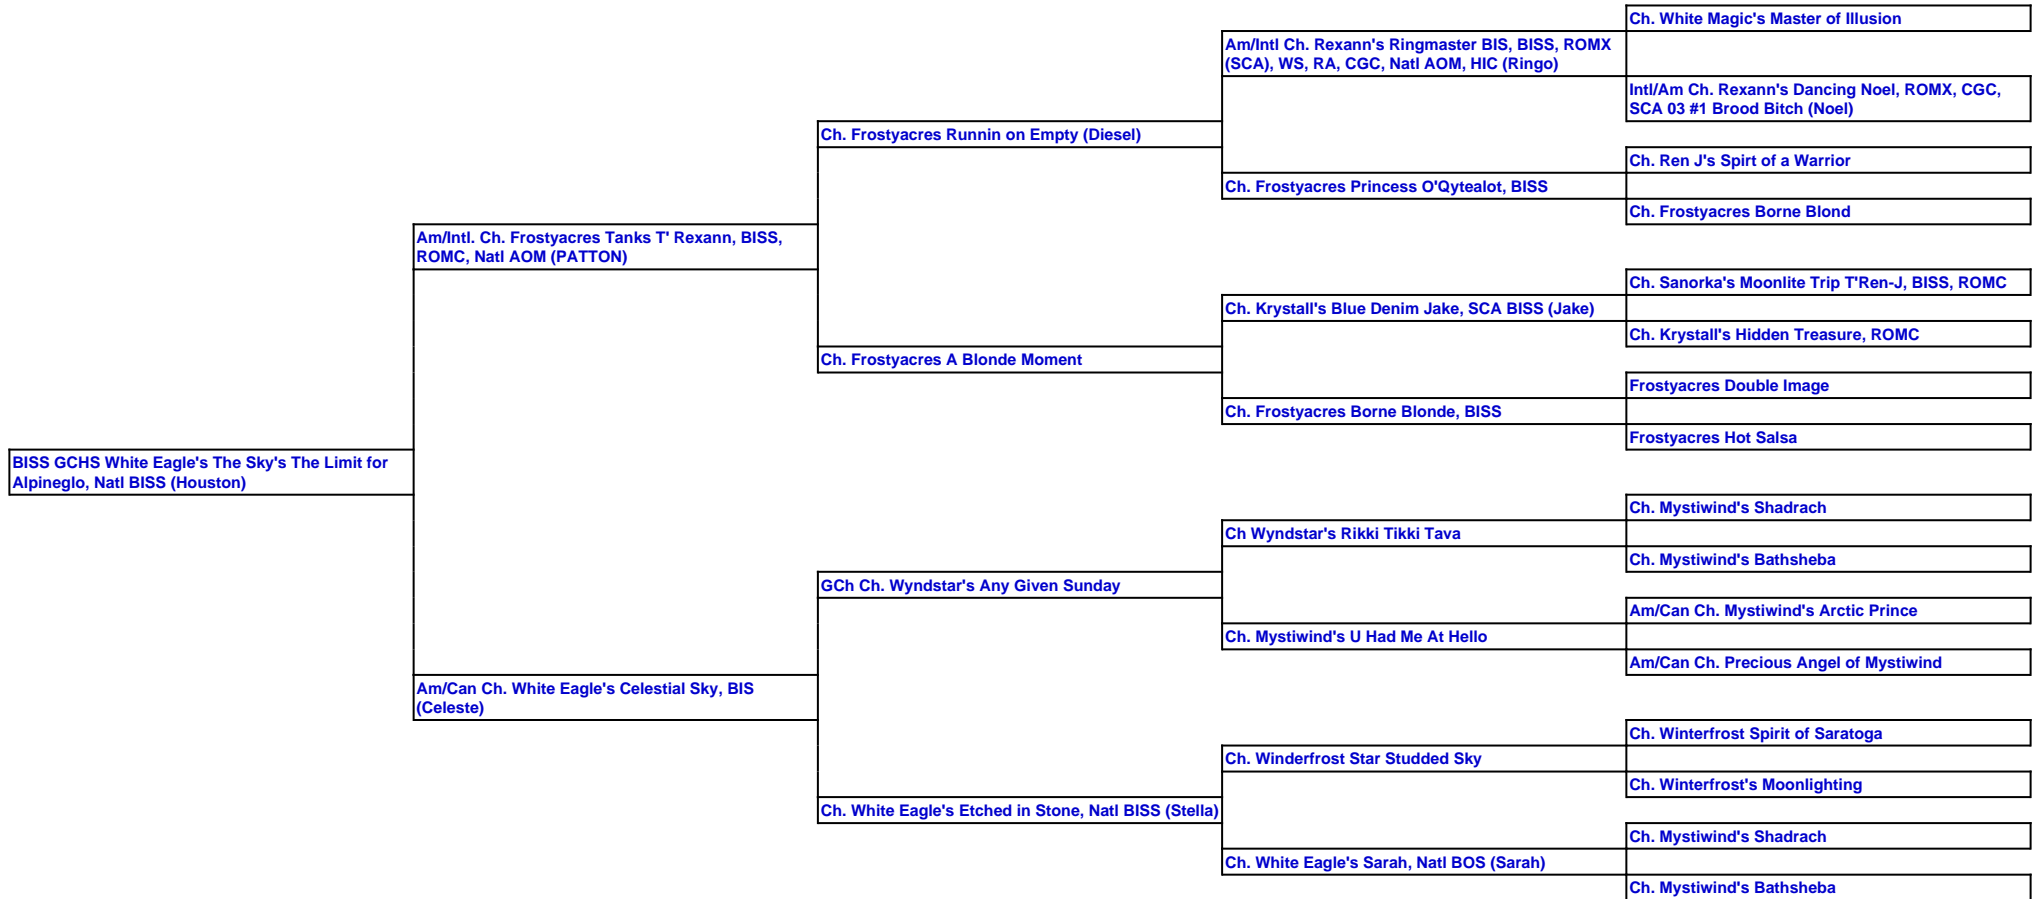 Ch. White Magic's Master of Illusion
Am/Intl Ch. Rexann's Ringmaster BIS, BISS, ROMX
(SCA), WS, RA, CGC, Natl AOM, HIC (Ringo)
Intl/Am Ch. Rexann's Dancing Noel, ROMX, CGC,
SCA 03 #1 Brood Bitch (Noel)
Ch. Frostyacres Runnin on Empty (Diesel)
Ch. Ren J's Spirt of a Warrior
Ch. Frostyacres Princess O'Qytealot, BISS
Ch. Frostyacres Borne Blond
Am/Intl. Ch. Frostyacres Tanks T' Rexann, BISS,
ROMC, Natl AOM (PATTON)
Ch. Sanorka's Moonlite Trip T'Ren-J, BISS, ROMC
Ch. Krystall's Blue Denim Jake, SCA BISS (Jake)
Ch. Krystall's Hidden Treasure, ROMC
Ch. Frostyacres A Blonde Moment
Frostyacres Double Image
Ch. Frostyacres Borne Blonde, BISS
Frostyacres Hot Salsa
BISS GCHS White Eagle's The Sky's The Limit for
Alpineglo, Natl BISS (Houston)
Ch. Mystiwind's Shadrach
Ch Wyndstar's Rikki Tikki Tava
Ch. Mystiwind's Bathsheba
GCh Ch. Wyndstar's Any Given Sunday
Am/Can Ch. Mystiwind's Arctic Prince
Ch. Mystiwind's U Had Me At Hello
Am/Can Ch. Precious Angel of Mystiwind
Am/Can Ch. White Eagle's Celestial Sky, BIS
(Celeste)
Ch. Winterfrost Spirit of Saratoga
Ch. Winderfrost Star Studded Sky
Ch. Winterfrost's Moonlighting
Ch. White Eagle's Etched in Stone, Natl BISS (Stella)
Ch. Mystiwind's Shadrach
Ch. White Eagle's Sarah, Natl BOS (Sarah)
Ch. Mystiwind's Bathsheba